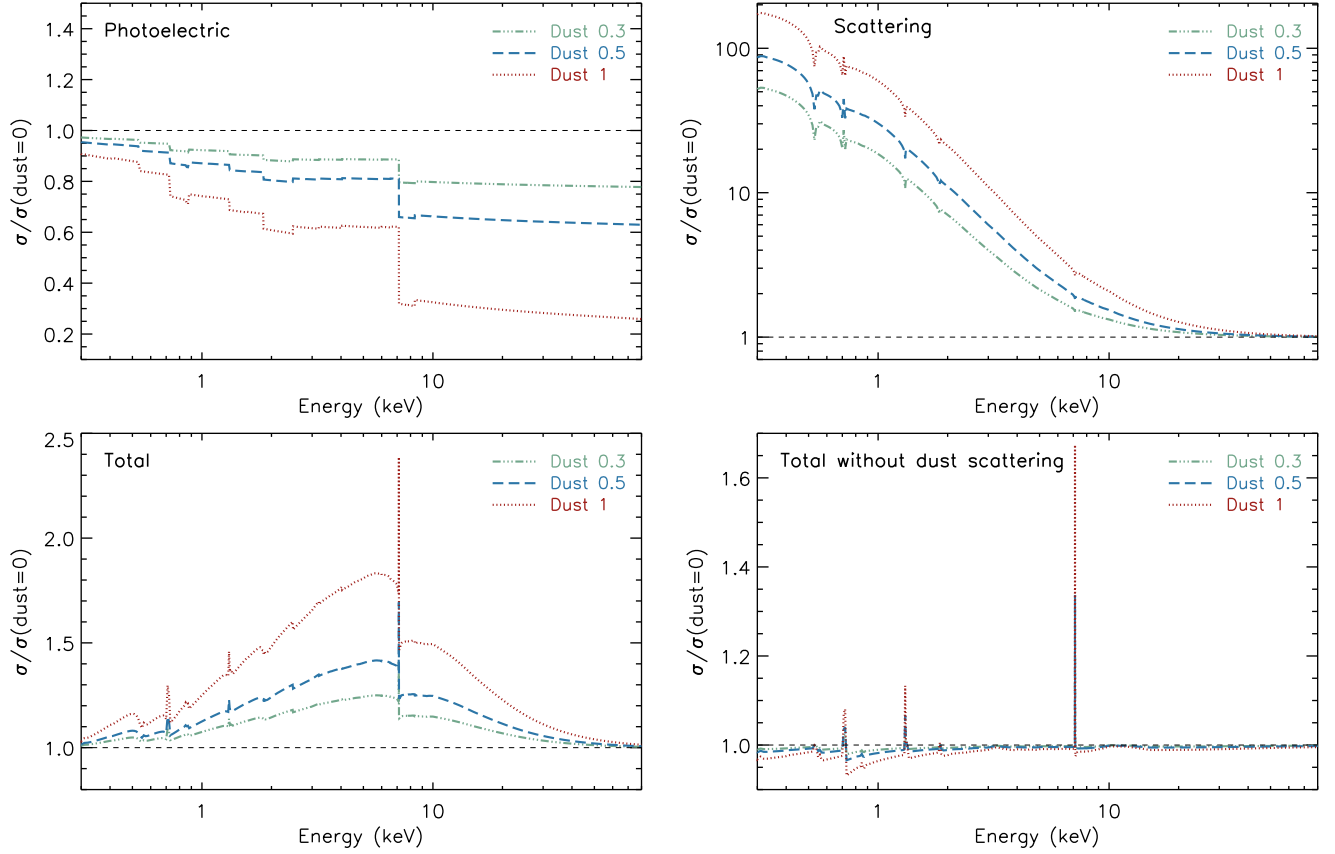 Photoelectric
Dust 0.3
Dust 0.5
Dust 1
1.4
1.2
1.0
0.8
0.6
0.4
0.2
σ/σ(dust=0)
1
10
Energy (keV)
Scattering
Dust 0.3
Dust 0.5
Dust 1
100
10
1
σ/σ(dust=0)
1
10
Energy (keV)
Total
Dust 0.3
Dust 0.5
Dust 1
2.5
2.0
1.5
1.0
σ/σ(dust=0)
1
10
Energy (keV)
Total without dust scattering
Dust 0.3
Dust 0.5
Dust 1
1.6
1.4
1.2
1.0
σ/σ(dust=0)
1
10
Energy (keV)